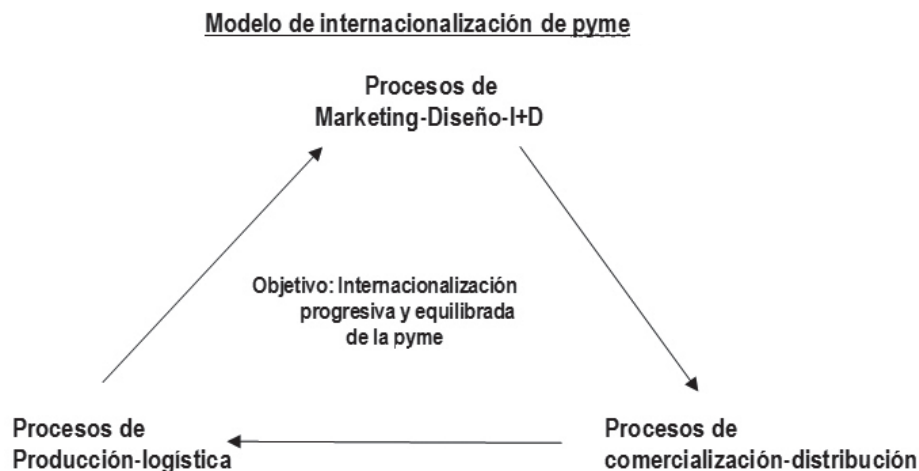 Modelo de internacionalización de pyme
Procesos de
Marketing-Diseño-I+D
Objetivo: Internacionalización
progresiva y equilibrada
de la pyme
Procesos de
Producción-logística
Procesos de
comercialización-distribución